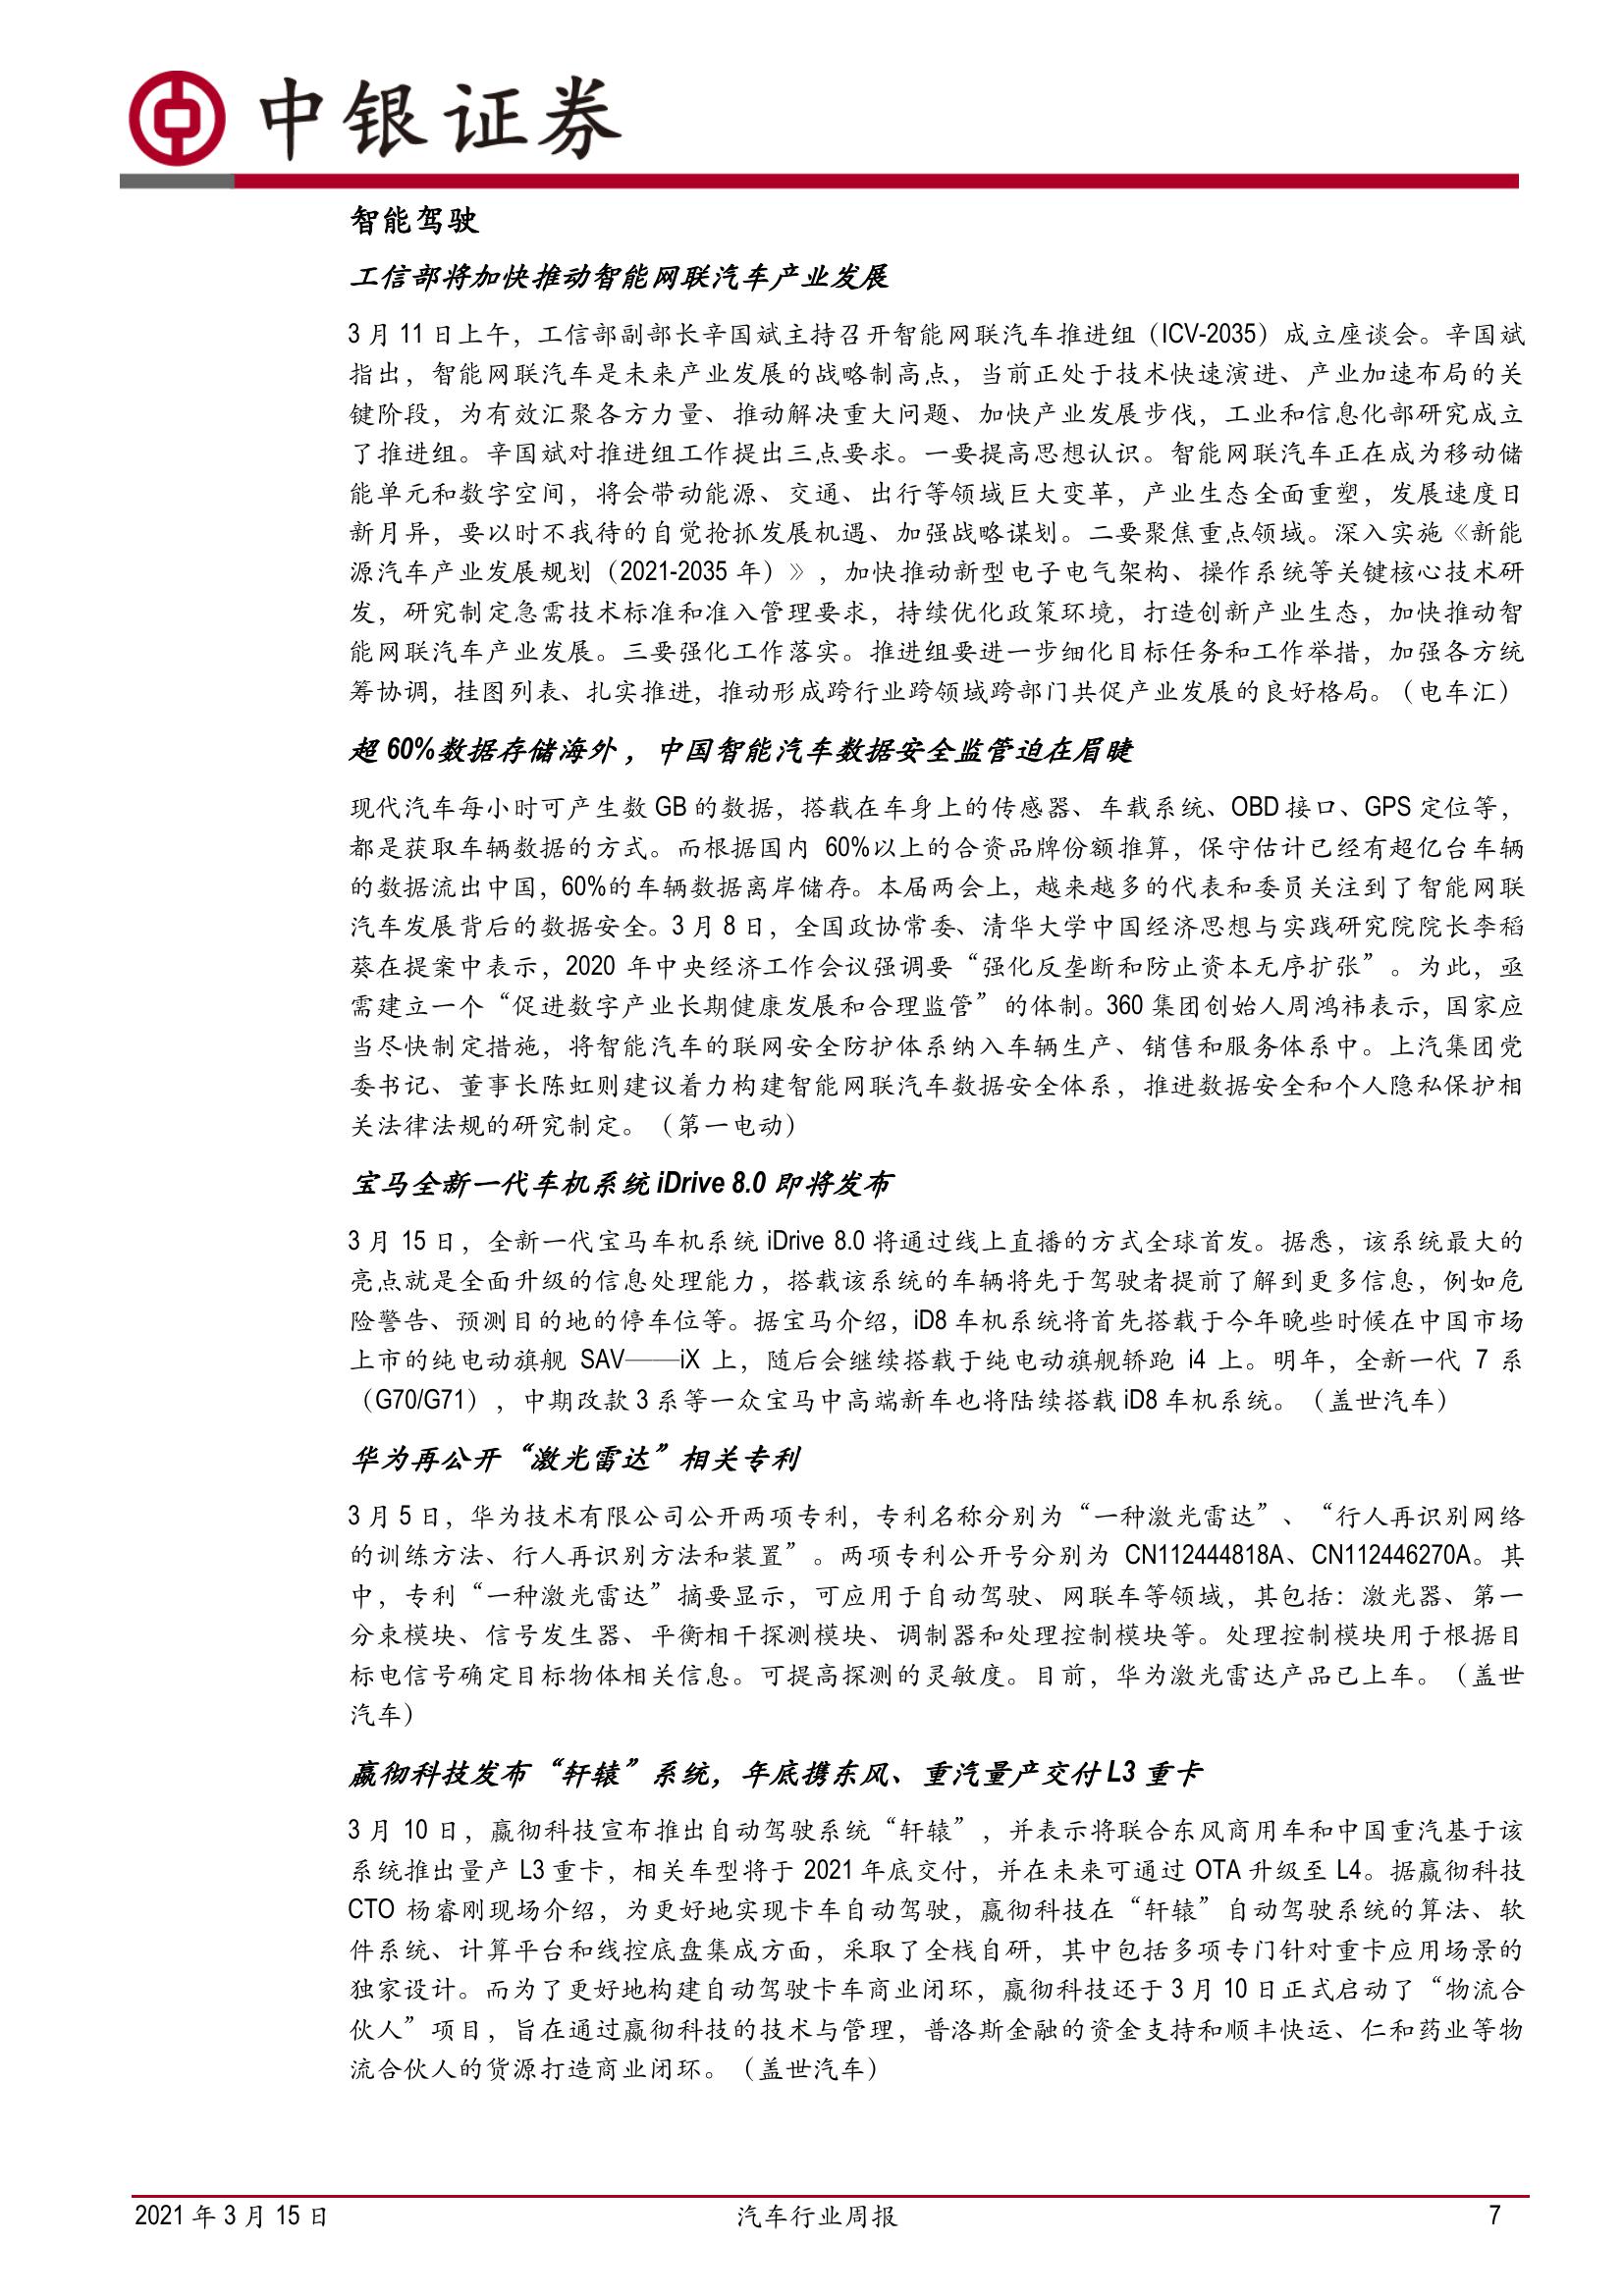 中银证券
智能驾驶
工信部将加快推动智能网联汽车产业发展
3 月 11 日上午，工信部副部长辛国斌主持召开智能网联汽车推进组（ICV-2035）成立座谈会。辛国斌
指出，智能网联汽车是未来产业发展的战略制高点，当前正处于技术快速演进、产业加速布局的关
键阶段，为有效汇聚各方力量、推动解决重大问题、加快产业发展步伐，工业和信息化部研究成立
了推进组。辛国斌对推进组工作提出三点要求。一要提高思想认识。智能网联汽车正在成为移动储
能单元和数字空间，将会带动能源、交通、出行等领域巨大变革，产业生态全面重塑，发展速度日
新月异，要以时不我待的自觉抢抓发展机遇、加强战略谋划。二要聚焦重点领域。深入实施《新能
源汽车产业发展规划（2021-2035 年）》，加快推动新型电子电气架构、操作系统等关键核心技术研
发，研究制定急需技术标准和准入管理要求，持续优化政策环境，打造创新产业生态，加快推动智
能网联汽车产业发展。三要强化工作落实。推进组要进一步细化目标任务和工作举措，加强各方统
筹协调，挂图列表、扎实推进，推动形成跨行业跨领域跨部门共促产业发展的良好格局。（电车汇）
超 60%数据存储海外，中国智能汽车数据安全监管迫在眉睫
现代汽车每小时可产生数 GB 的数据，搭载在车身上的传感器、车载系统、OBD 接口、GPS 定位等，
都是获取车辆数据的方式。而根据国内 60%以上的合资品牌份额推算，保守估计已经有超亿台车辆
的数据流出中国，60%的车辆数据离岸储存。本届两会上，越来越多的代表和委员关注到了智能网联
汽车发展背后的数据安全。3 月 8 日，全国政协常委、清华大学中国经济思想与实践研究院院长李稻
葵在提案中表示，2020 年中央经济工作会议强调要“强化反垄断和防止资本无序扩张”。为此，亟
需建立一个“促进数字产业长期健康发展和合理监管”的体制。360 集团创始人周鸿祎表示，国家应
当尽快制定措施，将智能汽车的联网安全防护体系纳入车辆生产、销售和服务体系中。上汽集团党
委书记、董事长陈虹则建议着力构建智能网联汽车数据安全体系，推进数据安全和个人隐私保护相
关法律法规的研究制定。（第一电动）
宝马全新一代车机系统 iDrive 8.0 即将发布
3 月 15 日，全新一代宝马车机系统 iDrive 8.0 将通过线上直播的方式全球首发。据悉，该系统最大的
亮点就是全面升级的信息处理能力，搭载该系统的车辆将先于驾驶者提前了解到更多信息，例如危
险警告、预测目的地的停车位等。据宝马介绍，iD8 车机系统将首先搭载于今年晚些时候在中国市场
上市的纯电动旗舰 SAV——iX 上，随后会继续搭载于纯电动旗舰轿跑 i4 上。明年，全新一代 7 系
（G70/G71），中期改款 3 系等一众宝马中高端新车也将陆续搭载 iD8 车机系统。（盖世汽车）
华为再公开“激光雷达”相关专利
3 月 5 日，华为技术有限公司公开两项专利，专利名称分别为“一种激光雷达”、“行人再识别网络
的训练方法、行人再识别方法和装置”。两项专利公开号分别为 CN112444818A、CN112446270A。其
中，专利“一种激光雷达”摘要显示，可应用于自动驾驶、网联车等领域，其包括：激光器、第一
分束模块、信号发生器、平衡相干探测模块、调制器和处理控制模块等。处理控制模块用于根据目
标电信号确定目标物体相关信息。可提高探测的灵敏度。目前，华为激光雷达产品已上车。（盖世
汽车）
嬴彻科技发布“轩辕”系统，年底携东风、重汽量产交付 L3 重卡
3 月 10 日，嬴彻科技宣布推出自动驾驶系统“轩辕”，并表示将联合东风商用车和中国重汽基于该
系统推出量产 L3 重卡，相关车型将于 2021 年底交付，并在未来可通过 OTA 升级至 L4。据嬴彻科技
CTO 杨睿刚现场介绍，为更好地实现卡车自动驾驶，嬴彻科技在“轩辕”自动驾驶系统的算法、软
件系统、计算平台和线控底盘集成方面，采取了全栈自研，其中包括多项专门针对重卡应用场景的
独家设计。而为了更好地构建自动驾驶卡车商业闭环，嬴彻科技还于 3 月 10 日正式启动了“物流合
伙人”项目，旨在通过嬴彻科技的技术与管理，普洛斯金融的资金支持和顺丰快运、仁和药业等物
流合伙人的货源打造商业闭环。（盖世汽车）
2021 年 3 月 15 日 汽车行业周报 7